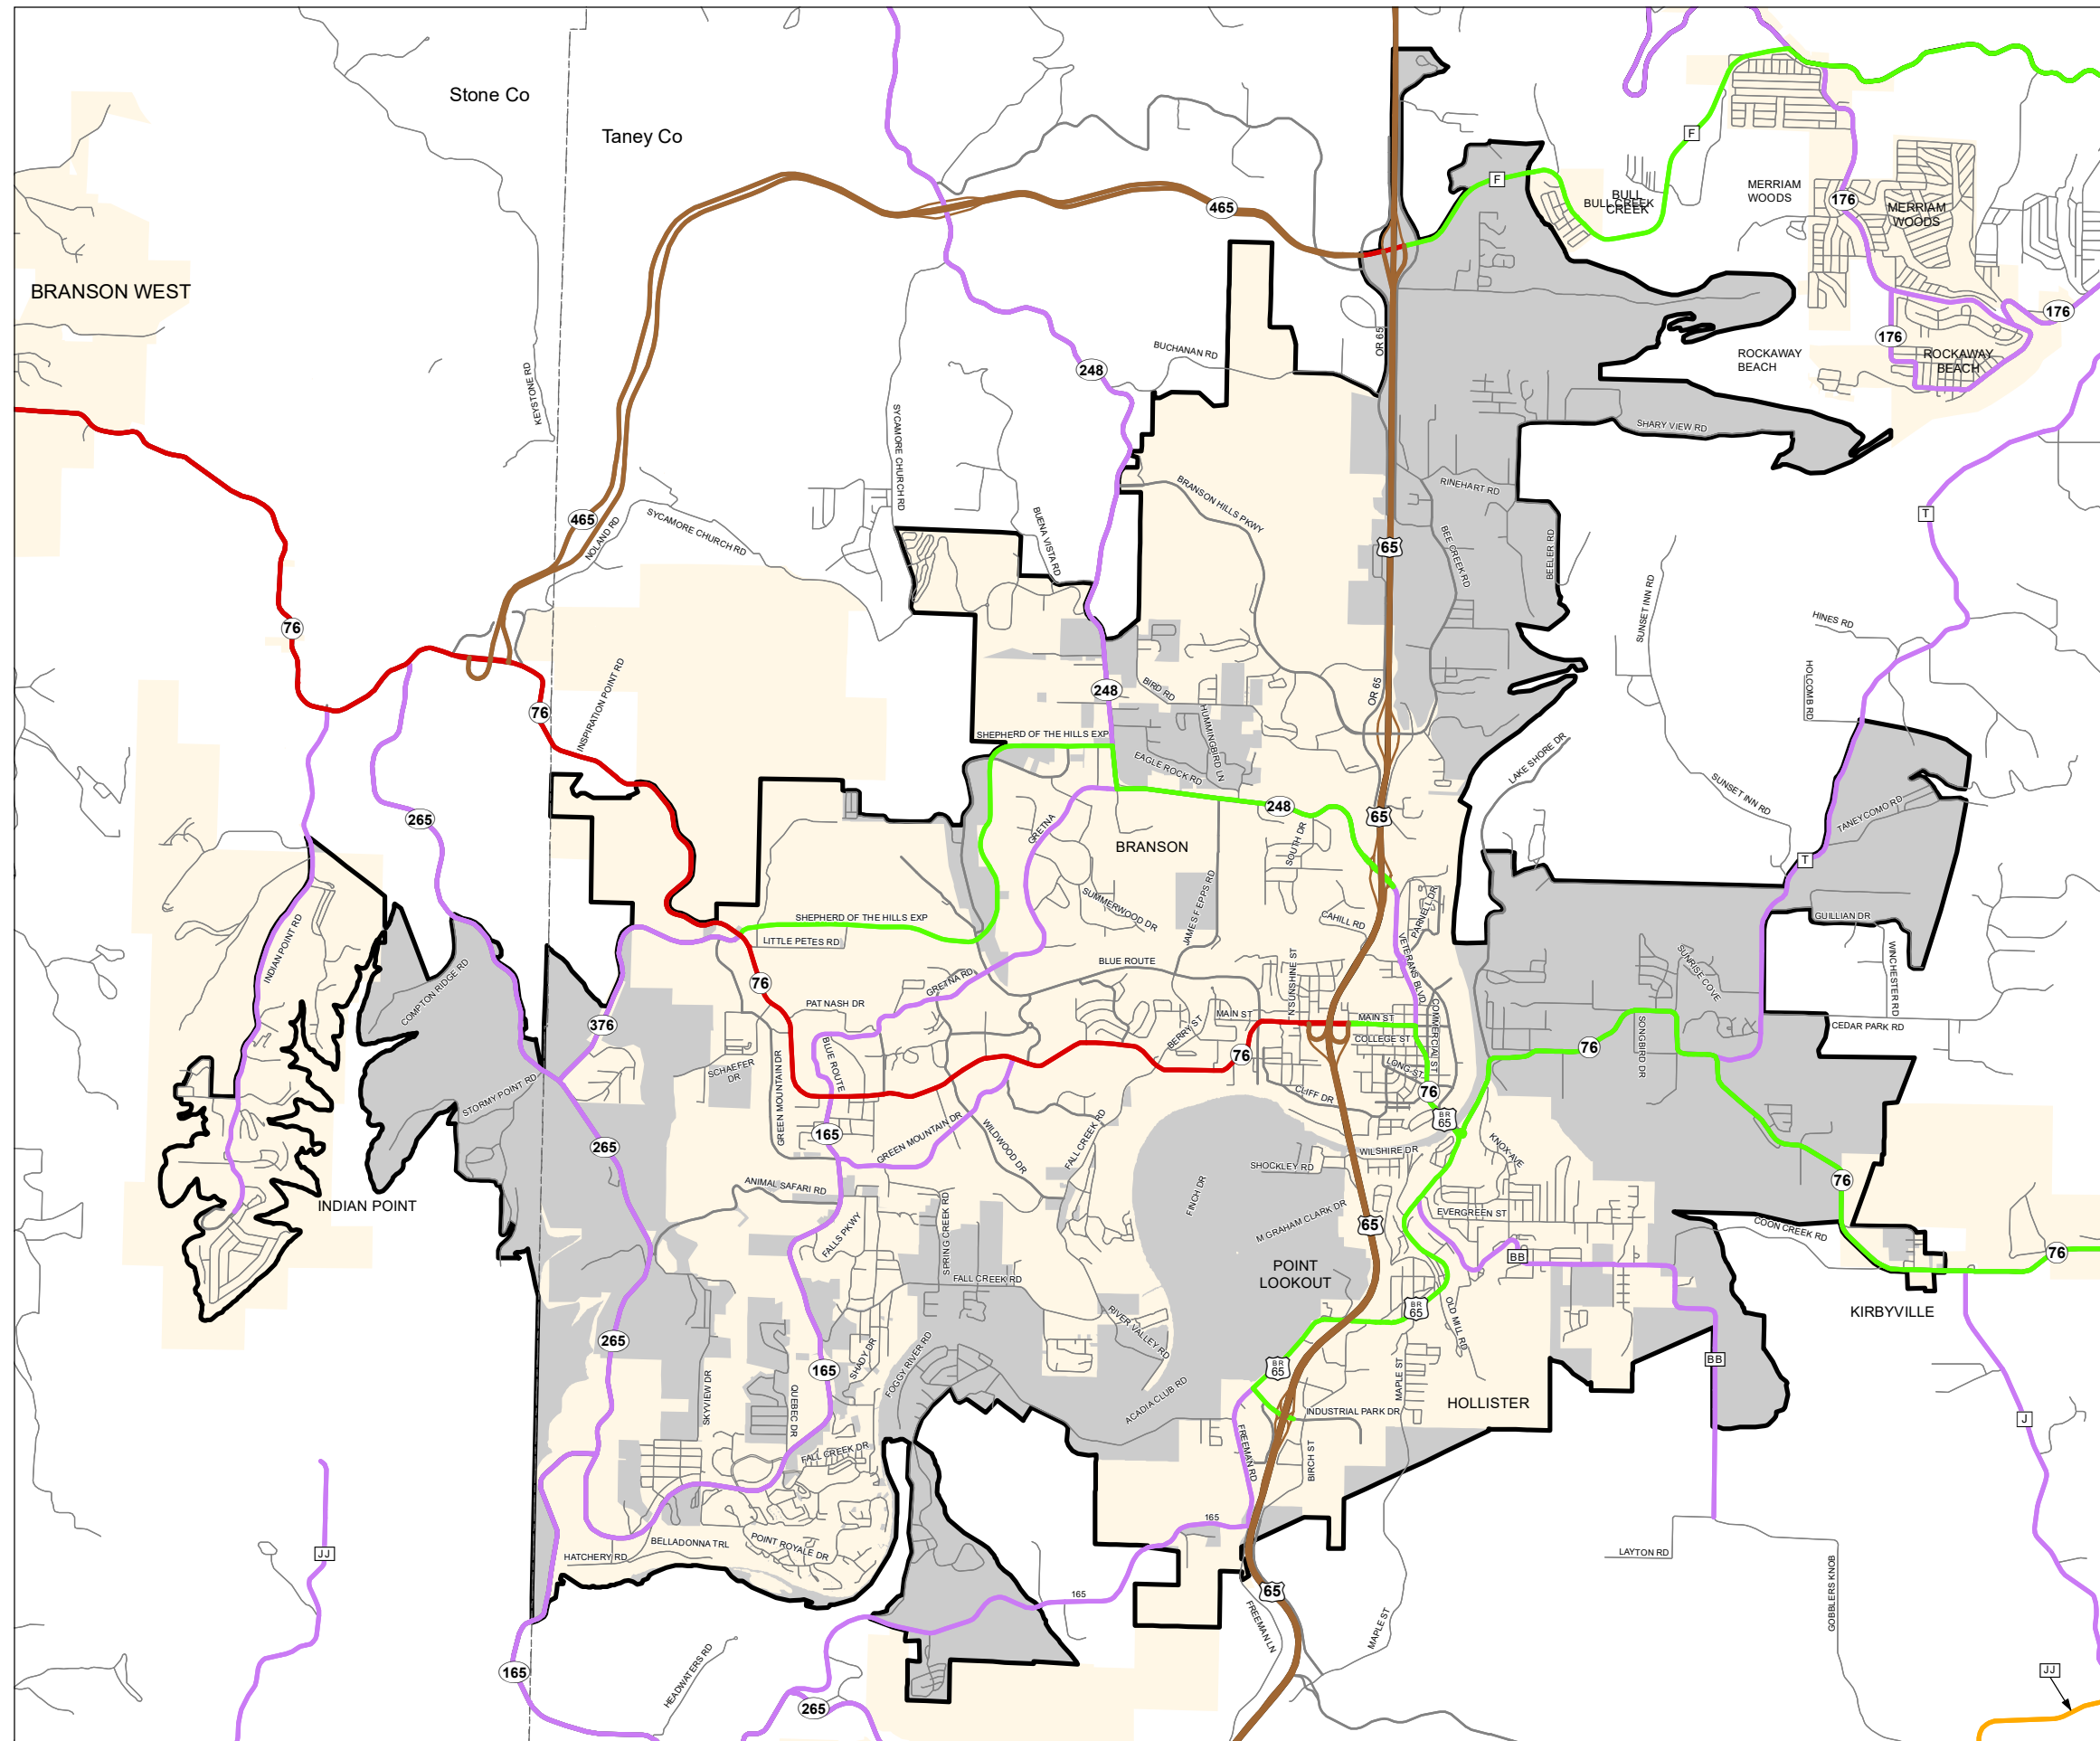 Stone Co
Taney Co
F
F
BULL
BULL CREEK
CREEK
MERRIAM
WOODS
176
MERRIAM
WOODS
465
BRANSON WEST
176
176
OR 65
BUCHANAN RD
ROCKAWAY
BEACH
ROCKAWAY
BEACH
248
KEYSTONE RD
SYCAMORE CHURCH RD
SHARY VIEW RD
RINEHART RD
BRANSON HILLS PKWY
465
NOLAND RD
SYCAMORE CHURCH RD
BUENA VISTA RD
65
BEE CREEK RD
BEELER RD
T
SUNSET INN RD
HINES RD
76
HOLCOMB RD
INSPIRATION POINT RD
248
BIRD RD
HUMMINGBIRD LN
OR 65
76
SHEPHERD OF THE HILLS EXP
EAGLE ROCK RD
LAKE SHORE DR
SUNSET INN RD
TANEYCOMO RD
265
GRETNA
248
65
BRANSON
SOUTH DR
T
SHEPHERD OF THE HILLS EXP
LITTLE PETES RD
SUMMERWOOD DR
JAMES F EPPS RD
CAHILL RD
PARNELL DR
GUILLIAN DR
INDIAN POINT RD
COMPTON RIDGE RD
76
GRETNA RD
BLUE ROUTE
N SUNSHINE ST
VETERANS BLVD
SUNRISE COVE
WINCHESTER RD
376
PAT NASH DR
MAIN ST
MAIN ST
COLLEGE ST
COMMERCIAL ST
CEDAR PARK RD
SONGBIRD DR
76
BERRY ST
76
LONG ST
BLUE ROUTE
SCHAEFER
DR
GREEN MOUNTAIN DR
STORMY POINT RD
CLIFF DR
76
BR
65
265
165
GREEN MOUNTAIN DR
WILDWOOD DR
FALL CREEK RD
WILSHIRE DR
KNOX AVE
SHOCKLEY RD
76
INDIAN POINT
ANIMAL SAFARI RD
FALLS PKWY
SPRING CREEK RD
FINCH DR
M GRAHAM CLARK DR
65
EVERGREEN ST
COON CREEK RD
BB
76
POINT
LOOKOUT
FALL CREEK RD
RIVER VALLEY RD
BR
65
OLD MILL RD
KIRBYVILLE
265
165
SHADY DR
FOGGY RIVER RD
BR
65
BB
SKYVIEW DR
QUEBEC DR
ACADIA CLUB RD
MAPLE ST
HOLLISTER
INDUSTRIAL PARK DR
J
FALL CREEK DR
FREEMAN RD
BIRCH ST
165
JJ
HATCHERY RD
BELLADONNA TRL
POINT ROYALE DR
LAYTON RD
GOBBLERS KNOB
65
165
FREEMAN LN
MAPLE ST
165
HEADWATERS RD
265
JJ